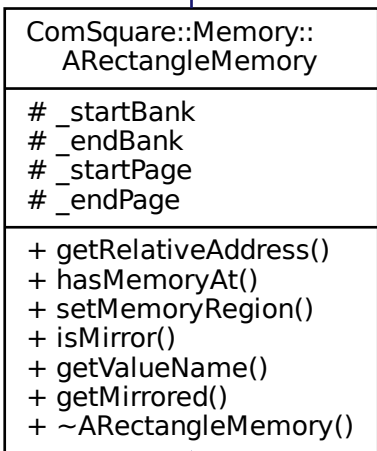 ComSquare::Memory::
ARectangleMemory
# _startBank
# _endBank
# _startPage
# _endPage
+ getRelativeAddress()
+ hasMemoryAt()
+ setMemoryRegion()
+ isMirror()
+ getValueName()
+ getMirrored()
+ ~ARectangleMemory()